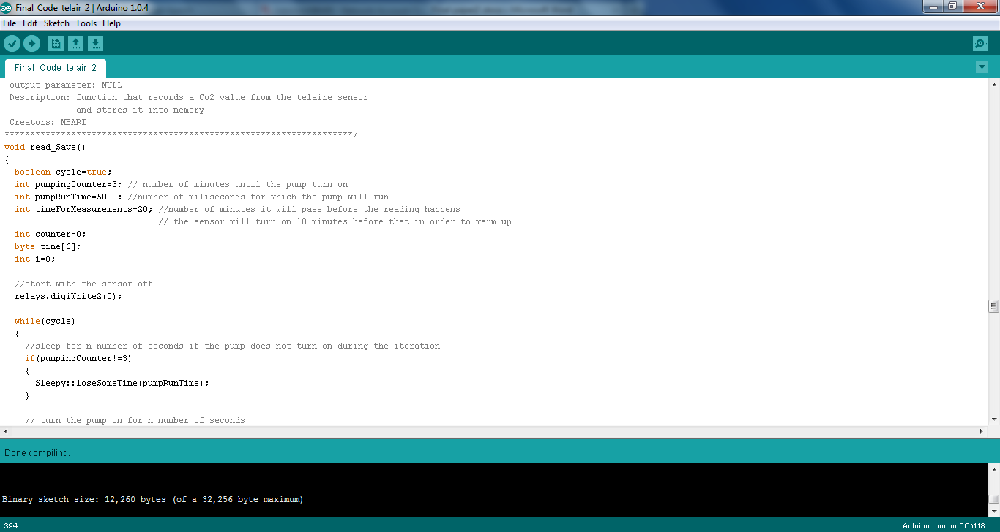 Final_Code_telair_2 | Arduino 1.0.4
File Edit Sketch Tools Help
Final_Code_telair_2
output parameter: NULL
Description: function that records a Co2 value from the telaire sensor
and stores it into memory
Creators: MBARI
********************************************************************/
void read_Save()
{
boolean cycle=true;
int pumpingCounter=3; // number of minutes until the pump turn on
int pumpRunTime=5000; //number of miliseconds for which the pump will run
int timeForMeasurements=20; //number of minutes it will pass before the reading happens
// the sensor will turn on 10 minutes before that in order to warm up
int counter=0;
byte time[6];
int i=0;
//start with the sensor off
relays.digiWrite2(0);
while(cycle)
{
//sleep for n number of seconds if the pump does not turn on during the iteration
if(pumpingCounter!=3)
{
Sleepy::loseSomeTime(pumpRunTime);
}
// turn the pump on for n number of seconds
Done compiling.
Binary sketch size: 12,260 bytes (of a 32,256 byte maximum)
394
Arduino Uno on COM18